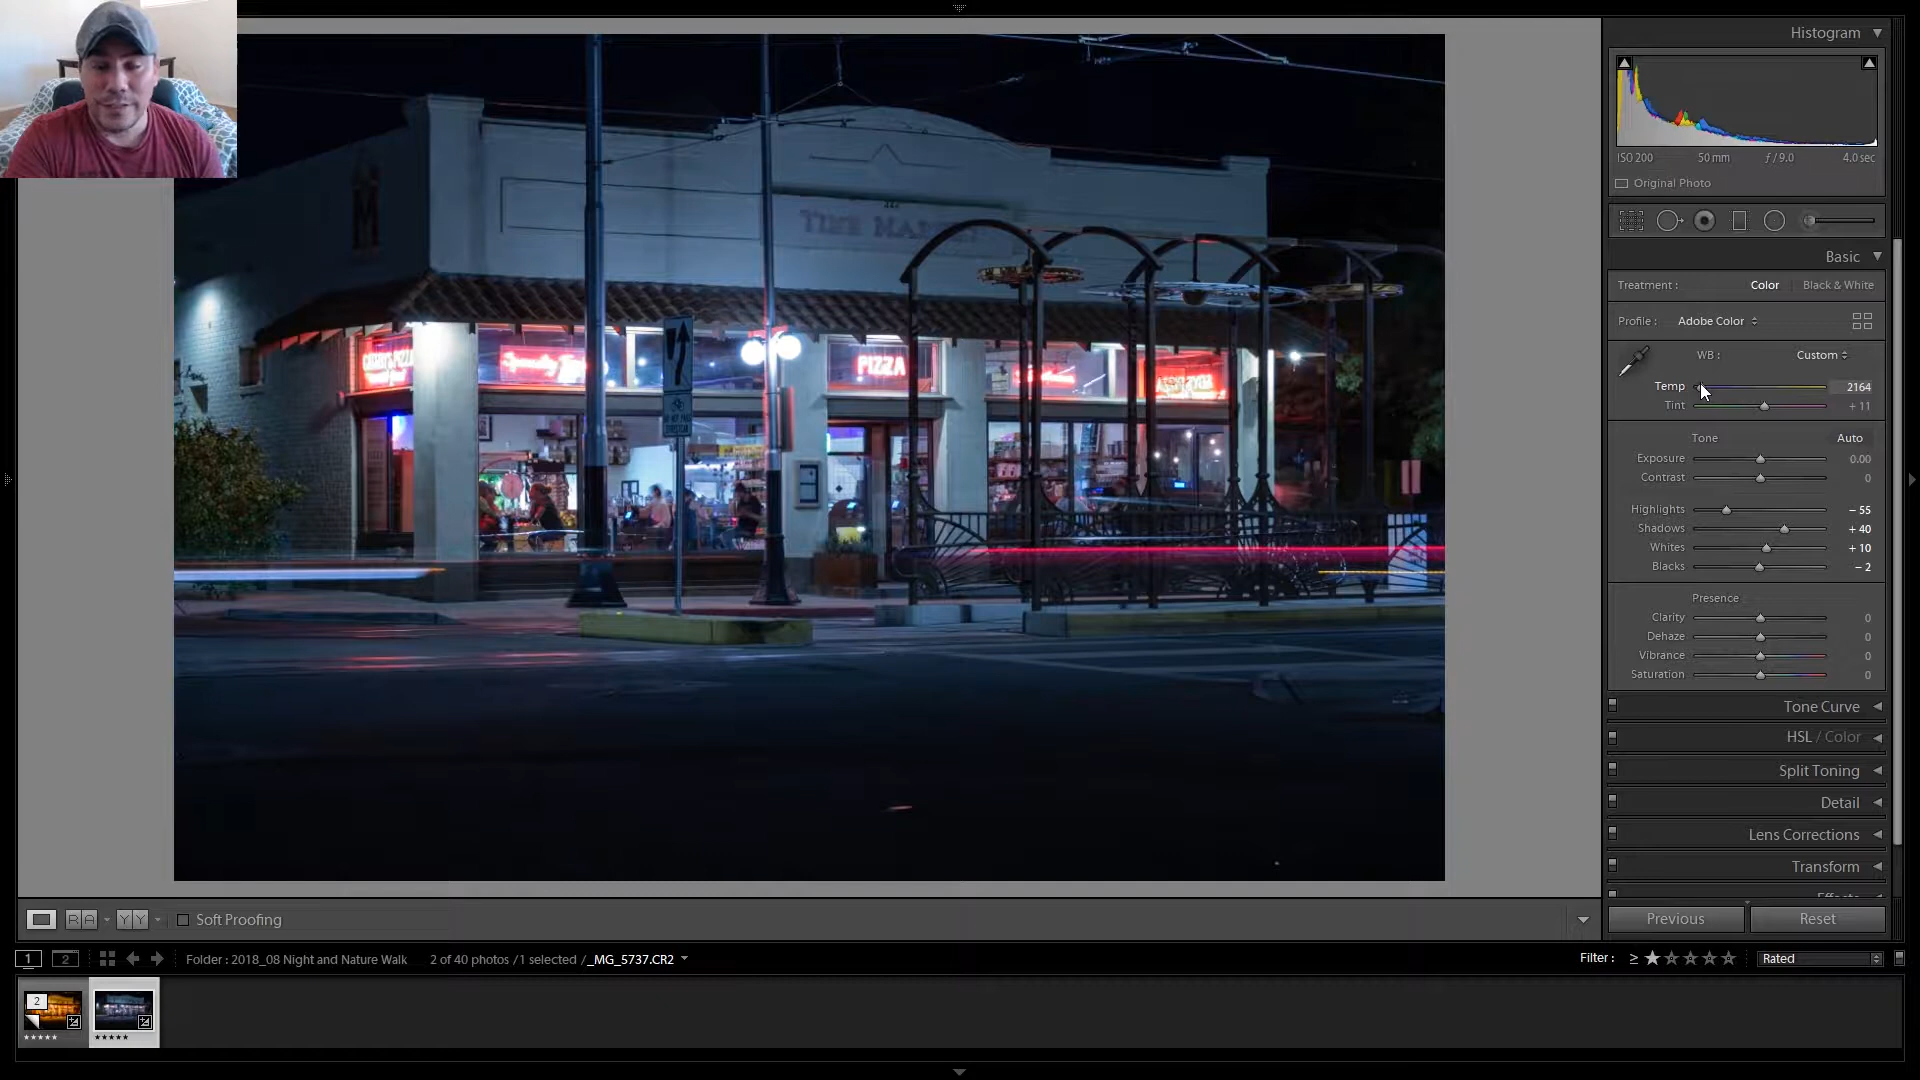 Histogram
ISO 200 50 mm ƒ / 9.0 4.0 sec
Original Photo
Basic
Treatment : Color Black & White
Profile : Adobe Color
WB : Custom
Temp 2164
Tint + 11
Tone Auto
Exposure 0.00
Contrast 0
Highlights − 55
Shadows + 40
Whites + 10
Blacks − 2
Presence
Clarity 0
Dehaze 0
Vibrance 0
Saturation 0
Tone Curve
HSL / Color
Split Toning
Detail
Lens Corrections
Transform
Effects
Previous Reset
PIZZA
R A Y Y Soft Proofing
1 2 Folder : 2018_08 Night and Nature Walk 2 of 40 photos / 1 selected / _MG_5737.CR2 Filter : ≥ ★ Rated
2